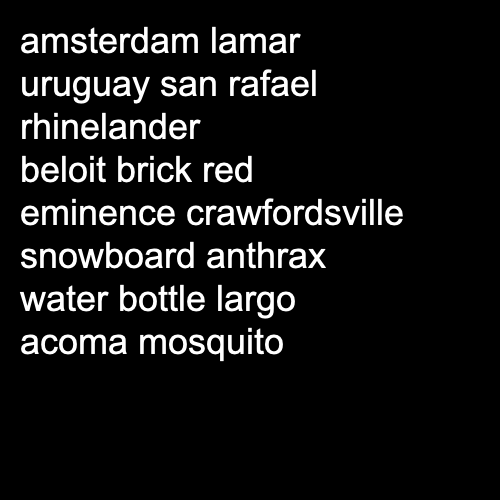 amsterdam lamar
uruguay san rafael
rhinelander
beloit brick red
eminence crawfordsville
snowboard anthrax
water bottle largo
acoma mosquito